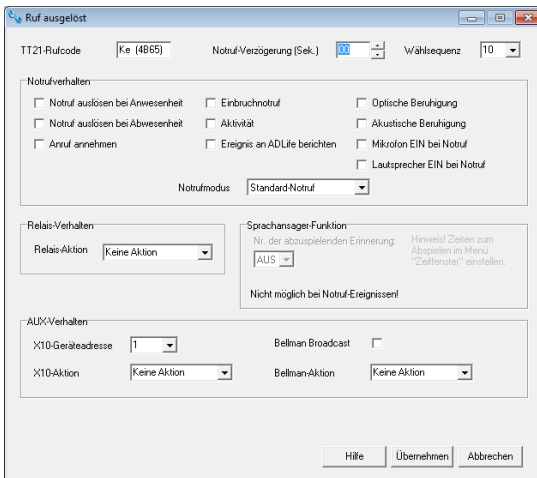 Ruf ausgelöst
TT21-Rufcode Ke (4B65) Notruf-Verzögerung (Sek.) 00 Wählsequenz 10
Notrufverhalten
Notruf auslösen bei Anwesenheit Einbruchnotruf Optische Beruhigung
Notruf auslösen bei Abwesenheit Aktivität Akustische Beruhigung
Anruf annehmen Ereignis an ADLife berichten Mikrofon EIN bei Notruf
Lautsprecher EIN bei Notruf
Notrufmodus Standard-Notruf
Relais-Verhalten
Relais-Aktion Keine Aktion
Sprachansager-Funktion
Nr. der abzuspielenden Erinnerung:
AUS
Hinweis! Zeiten zum
Abspielen im Menü
"Zeitfenster" einstellen.
Nicht möglich bei Notruf-Ereignissen!
AUX-Verhalten
X10-Geräteadresse 1 Bellman Broadcast
X10-Aktion Keine Aktion Bellman-Aktion Keine Aktion
Hilfe Übernehmen Abbrechen